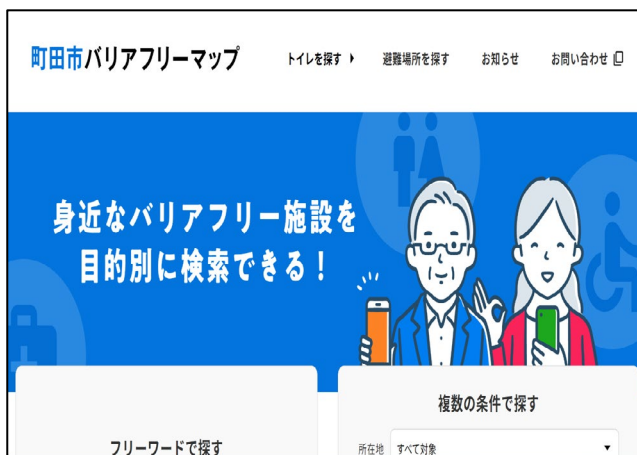 町田市バリアフリーマップ
トイレを探す
避難場所を探す
お知らせ
お問い合わせ
身近なバリアフリー施設を
目的別に検索できる！
フリーワードで探す
複数の条件で探す
所在地 すべて対象